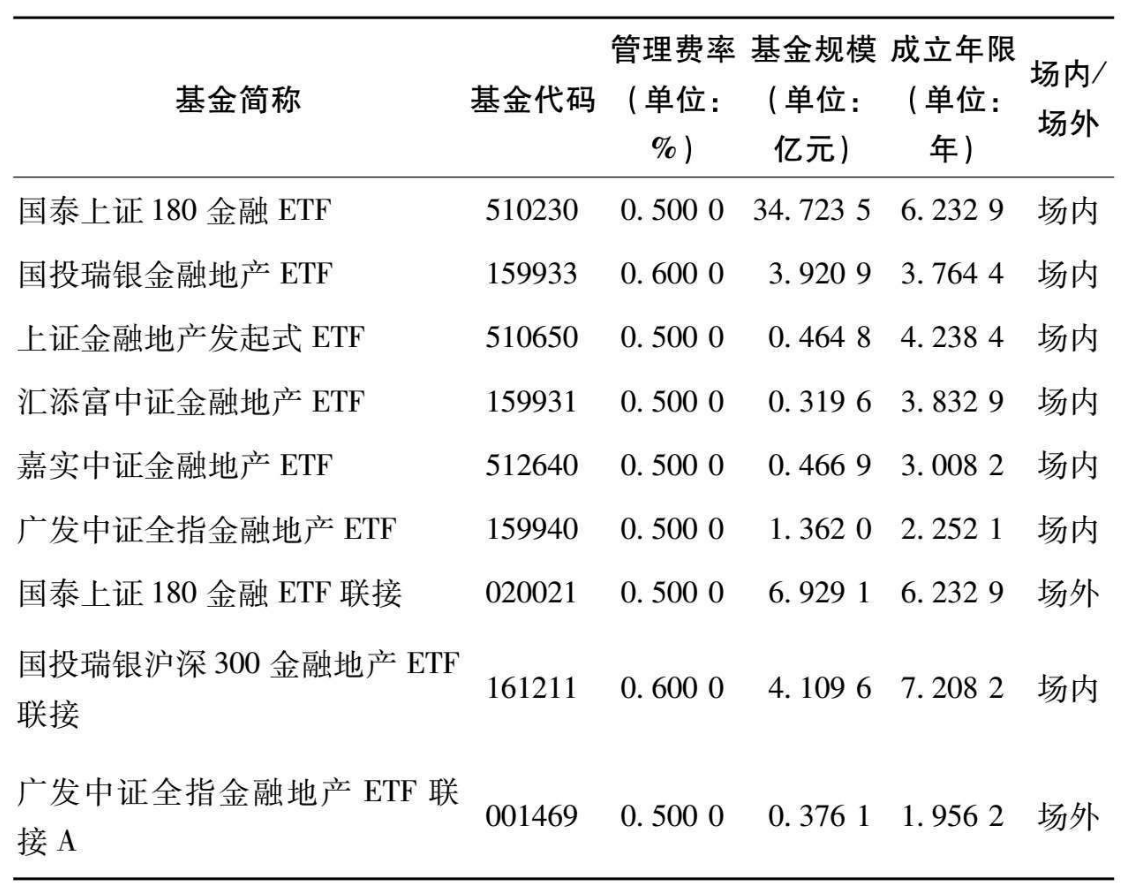 基金简称 基金代码 管理费率(单位:%) 基金规模(单位:亿元) 成立年限(单位:年) 场内/场外
国泰上证 180 金融 ETF 510230 0.500 0 34.723 5 6.232 9 场内
国投瑞银金融地产 ETF 159933 0.600 0 3.920 9 3.764 4 场内
上证金融地产发起式 ETF 510650 0.500 0 0.464 8 4.238 4 场内
汇添富中证金融地产 ETF 159931 0.500 0 0.319 6 3.832 9 场内
嘉实中证金融地产 ETF 512640 0.500 0 0.466 9 3.008 2 场内
广发中证全指金融地产 ETF 159940 0.500 0 1.362 0 2.252 1 场内
国泰上证 180 金融 ETF 联接 020021 0.500 0 6.929 1 6.232 9 场外
国投瑞银沪深 300 金融地产 ETF
联接 161211 0.600 0 4.109 6 7.208 2 场内
广发中证全指金融地产 ETF 联
接 A 001469 0.500 0 0.376 1 1.956 2 场外